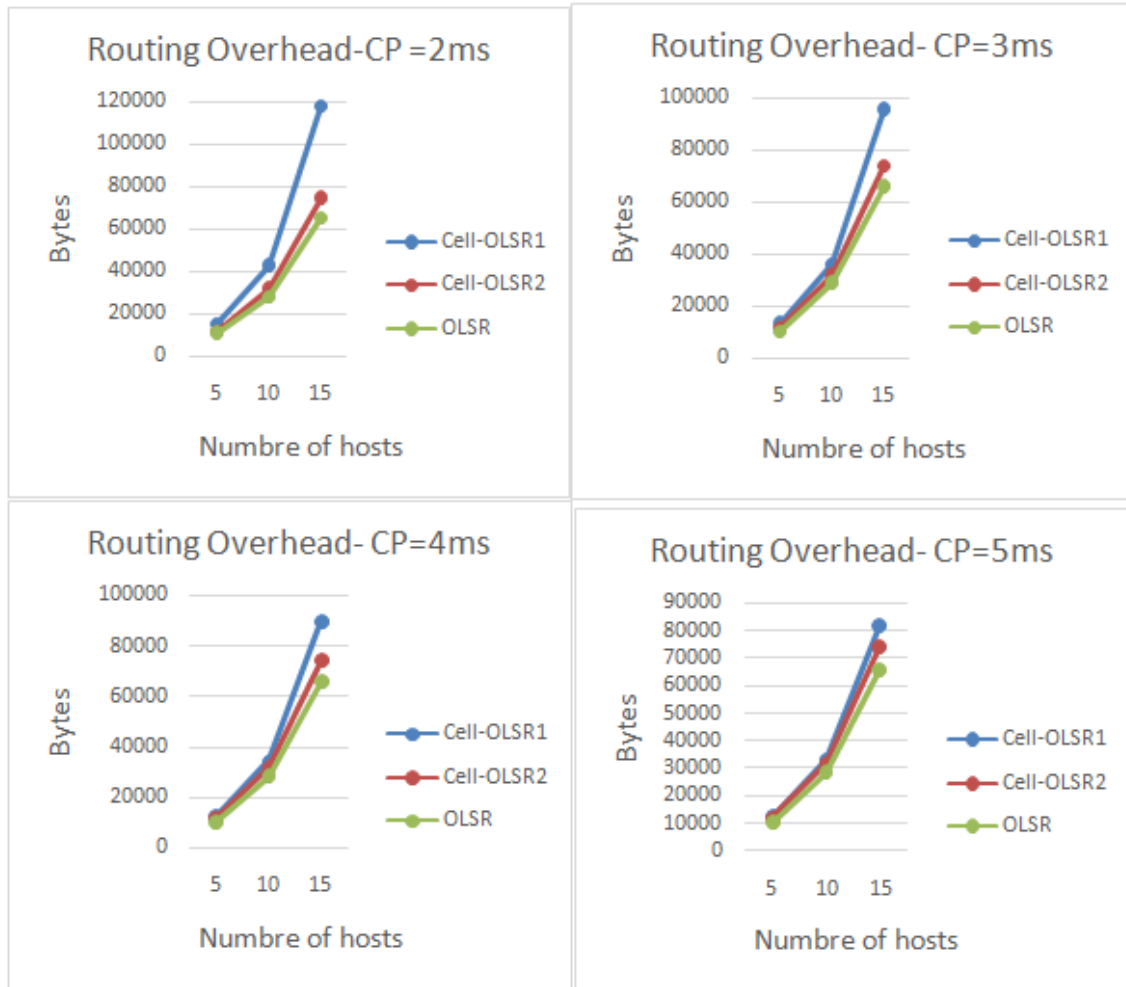 Routing Overhead-CP =2ms
120000
100000
80000
60000
40000
20000
0
Bytes
5 10 15
Numbre of hosts
Cell-OLSR1
Cell-OLSR2
OLSR
Routing Overhead- CP=3ms
100000
80000
60000
40000
20000
0
Bytes
5 10 15
Numbre of hosts
Cell-OLSR1
Cell-OLSR2
OLSR
Routing Overhead- CP=4ms
100000
80000
60000
40000
20000
0
Bytes
5 10 15
Numbre of hosts
Cell-OLSR1
Cell-OLSR2
OLSR
Routing Overhead- CP=5ms
90000
80000
70000
60000
50000
40000
30000
20000
10000
0
Bytes
5 10 15
Numbre of hosts
Cell-OLSR1
Cell-OLSR2
OLSR